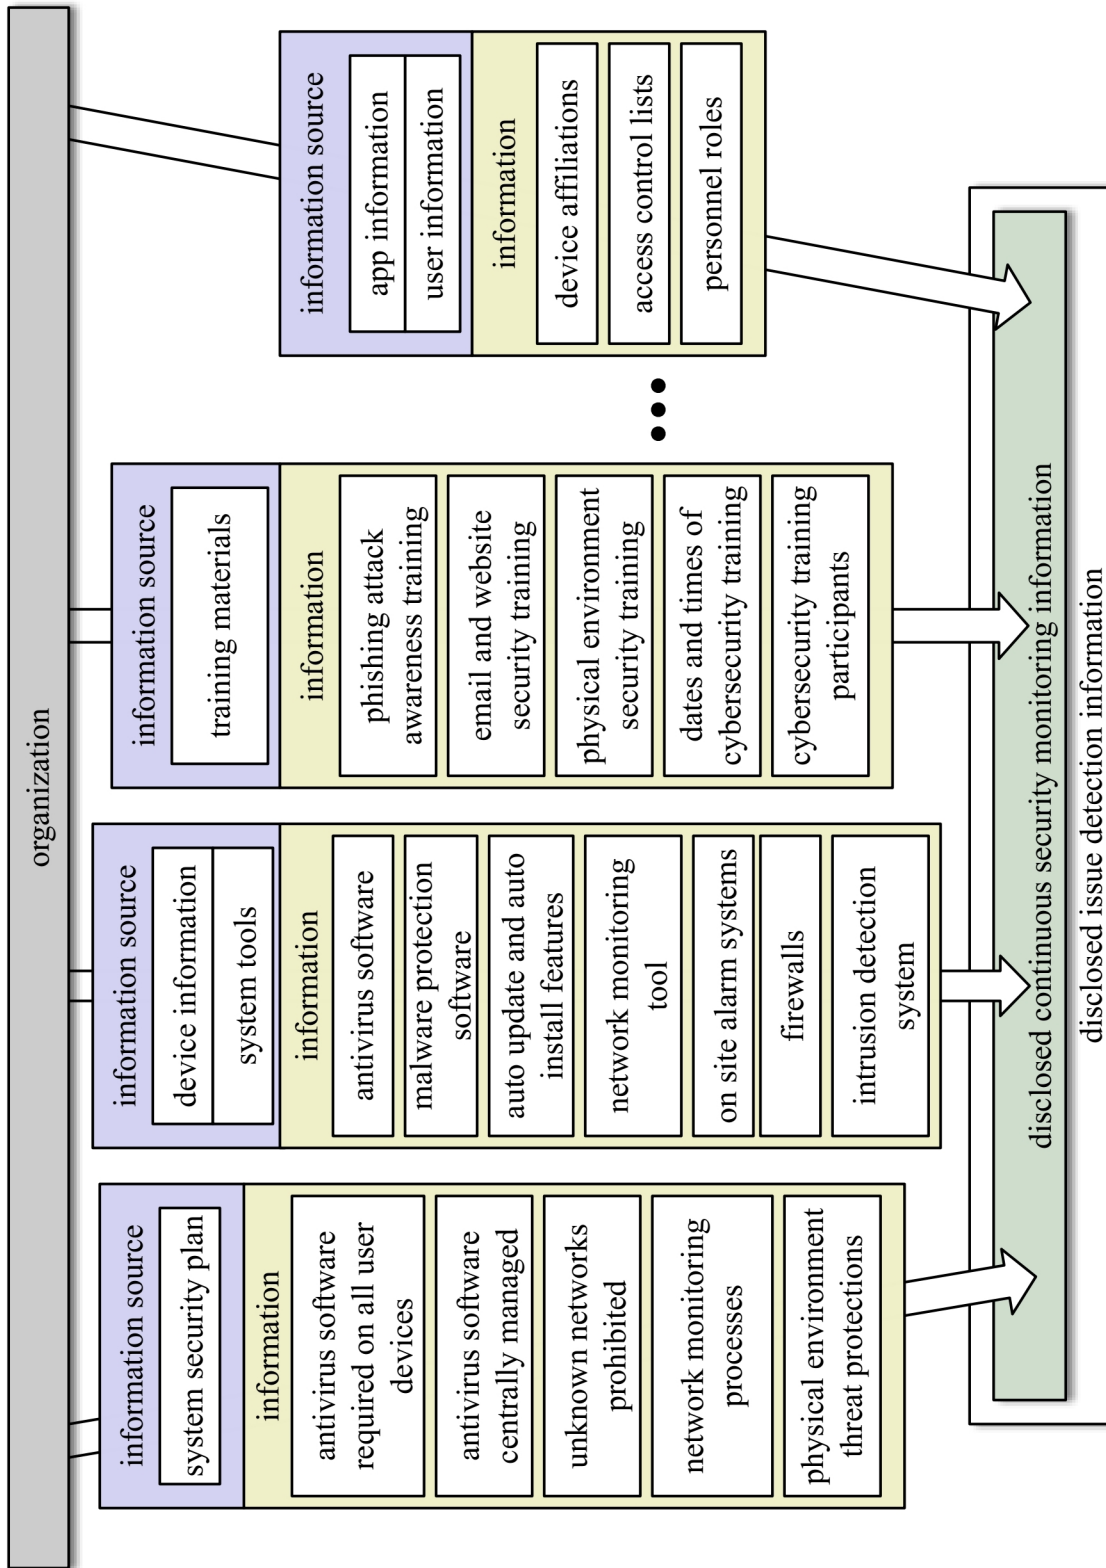 organization
information source
system security plan
information
antivirus software
required on all user
devices
antivirus software
centrally managed
unknown networks
prohibited
network monitoring
processes
physical environment
threat protections
information source
device information
system tools
information
antivirus software
malware protection
software
auto update and auto
install features
network monitoring
tool
on site alarm systems
firewalls
intrusion detection
system
information source
training materials
information
phishing attack
awareness training
email and website
security training
physical environment
security training
dates and times of
cybersecurity training
cybersecurity training
participants
information source
app information
user information
information
device affiliations
access control lists
personnel roles
disclosed continuous security monitoring information
disclosed issue detection information